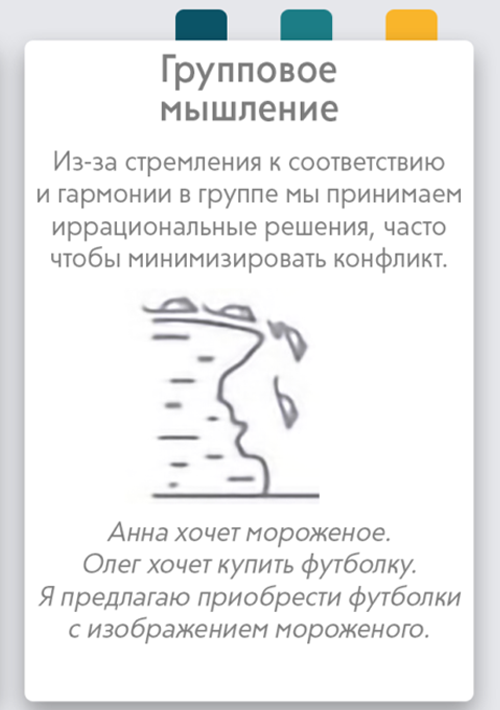 Групповое
мышление
Из-за стремления к соответствию
и гармонии в группе мы принимаем
иррациональные решения, часто
чтобы минимизировать конфликт.
Анна хочет мороженое.
Олег хочет купить футболку.
Я предлагаю приобрести футболки
с изображением мороженого.